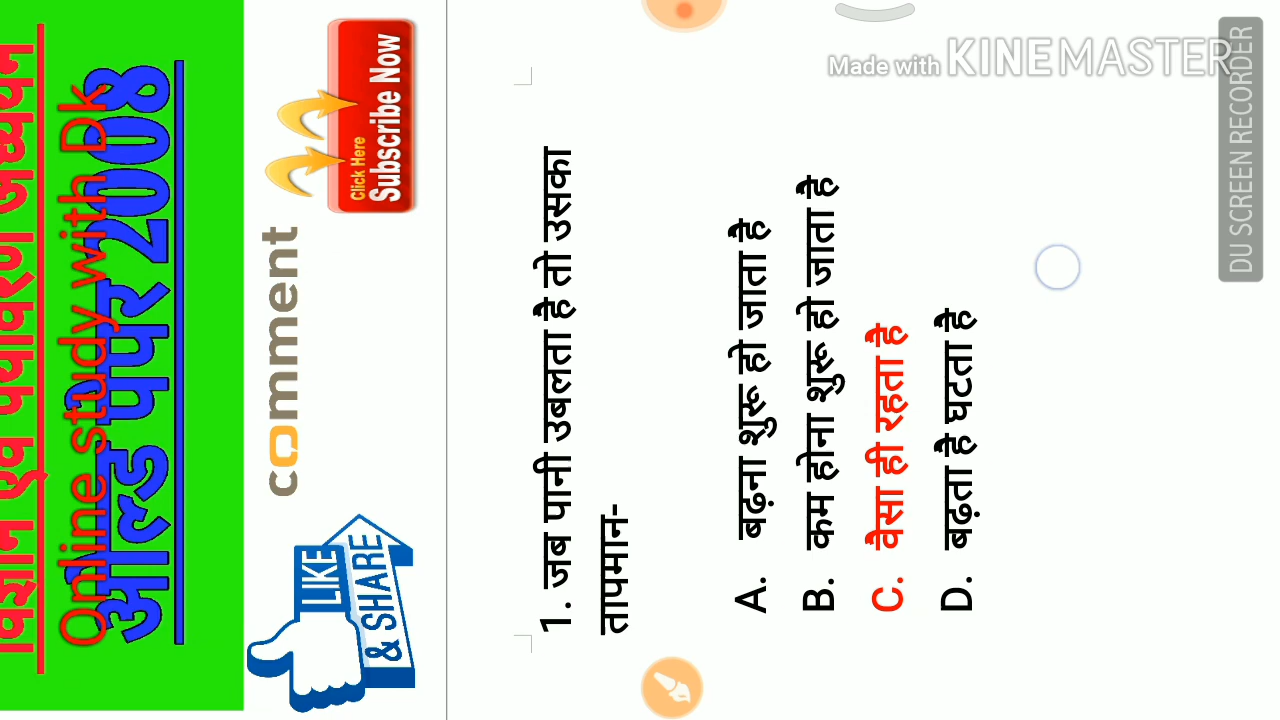 विज्ञान एवं पर्यावरण अध्ययन
Online study with Dk
ओल्ड पेपर 2008
LIKE
& SHARE
comment
Click Here
Subscribe Now
1. जब पानी उबलता है तो उसका
तापमान-
A. बढ़ना शुरू हो जाता है
B. कम होना शुरू हो जाता है
C. वैसा ही रहता है
D. बढ़ता है घटता है
Made with KINEMASTER
DU SCREEN RECORDER